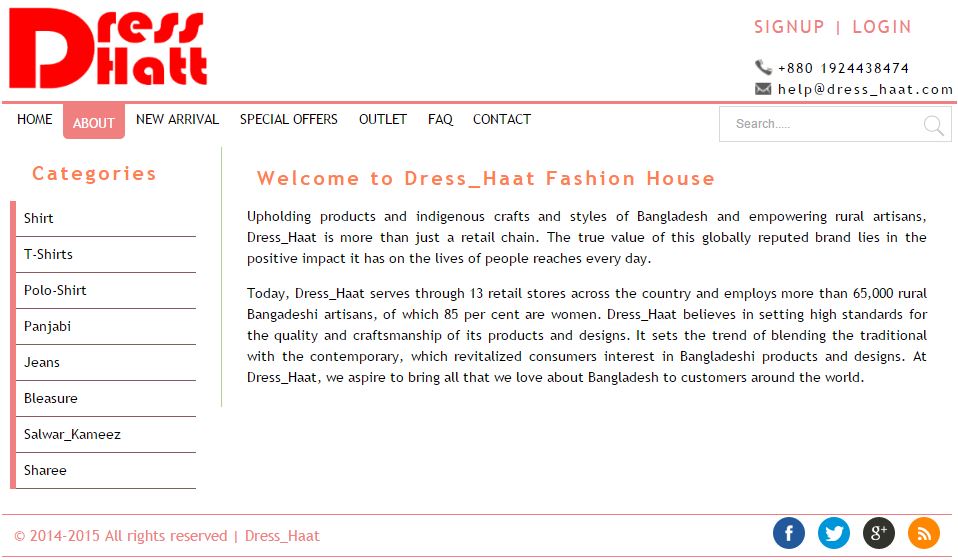 Dress
Hatt
SIGNUP | LOGIN
+880 1924438474
help@dress_haat.com
HOME ABOUT NEW ARRIVAL SPECIAL OFFERS OUTLET FAQ CONTACT
Search.....
Categories
Shirt
T-Shirts
Polo-Shirt
Panjabi
Jeans
Bleasure
Salwar_Kameez
Sharee
Welcome to Dress_Haat Fashion House
Upholding products and indigenous crafts and styles of Bangladesh and empowering rural artisans,
Dress_Haat is more than just a retail chain. The true value of this globally reputed brand lies in the
positive impact it has on the lives of people reaches every day.
Today, Dress_Haat serves through 13 retail stores across the country and employs more than 65,000 rural
Bangadeshi artisans, of which 85 per cent are women. Dress_Haat believes in setting high standards for
the quality and craftsmanship of its products and designs. It sets the trend of blending the traditional
with the contemporary, which revitalized consumers interest in Bangladeshi products and designs. At
Dress_Haat, we aspire to bring all that we love about Bangladesh to customers around the world.
© 2014-2015 All rights reserved | Dress_Haat
f g+